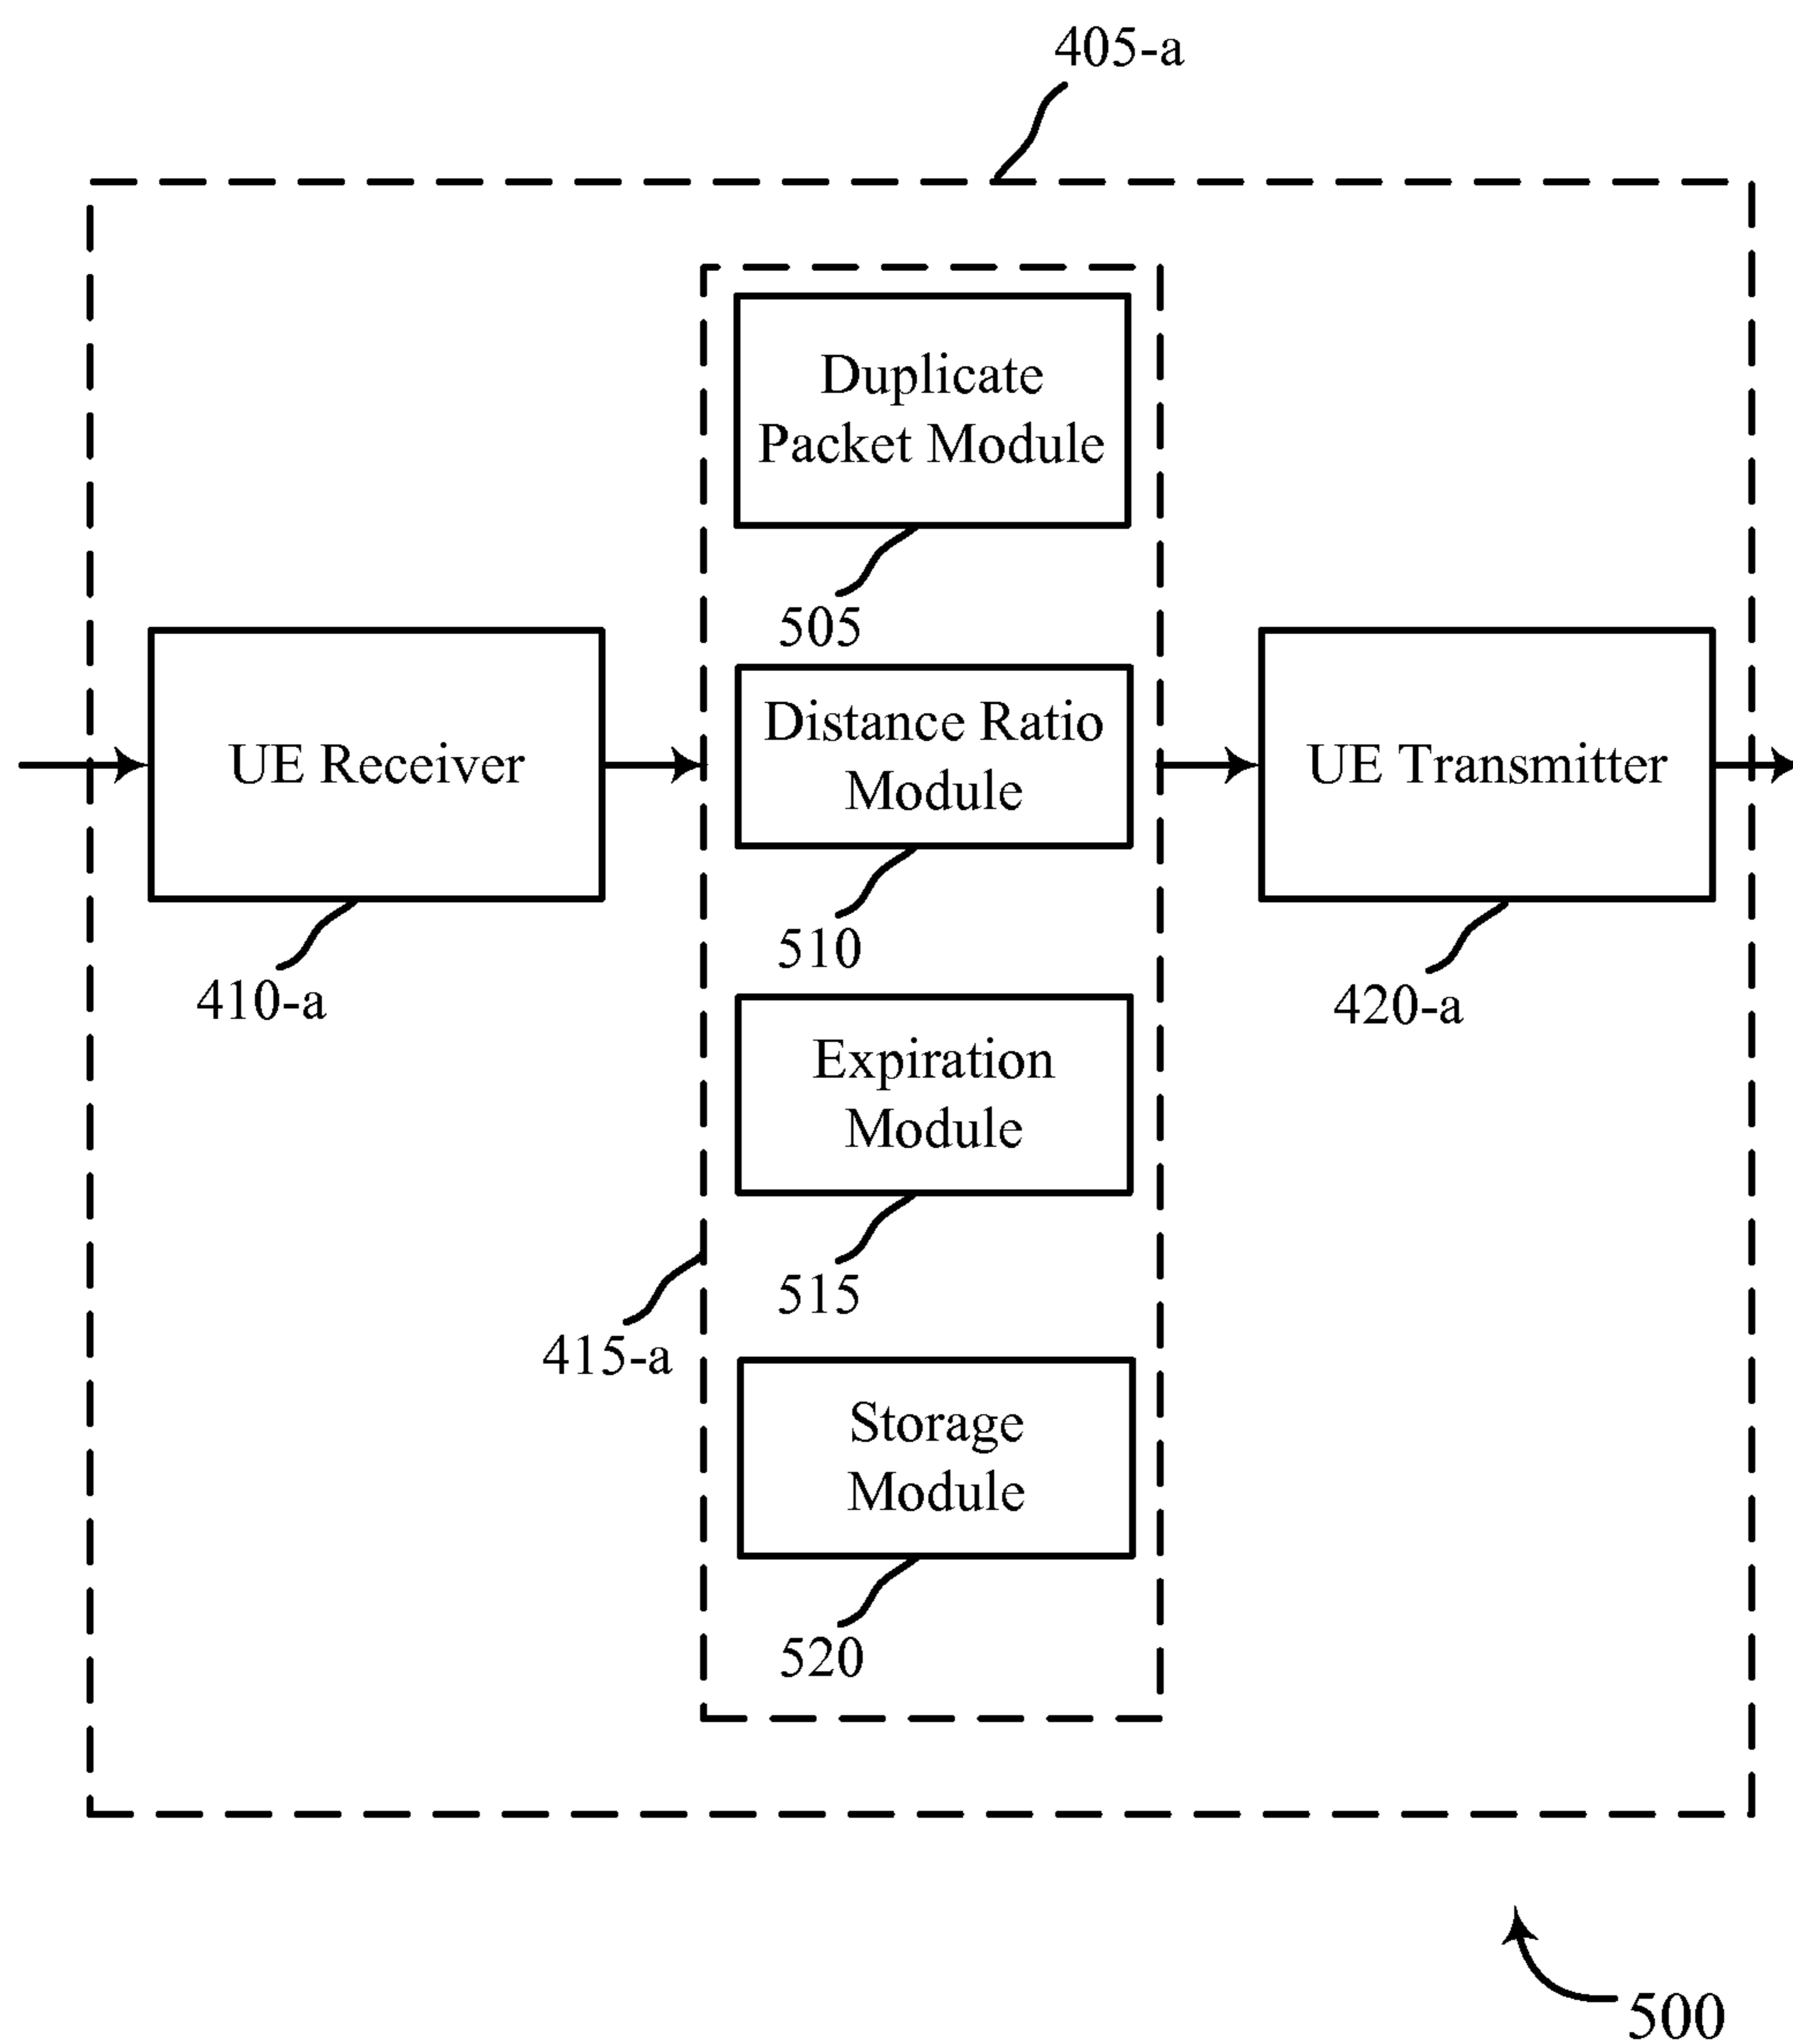 405-a
Duplicate
Packet Module
505
UE Receiver
410-a
Distance Ratio
Module
510
UE Transmitter
420-a
Expiration
Module
515
415-a
Storage
Module
520
500